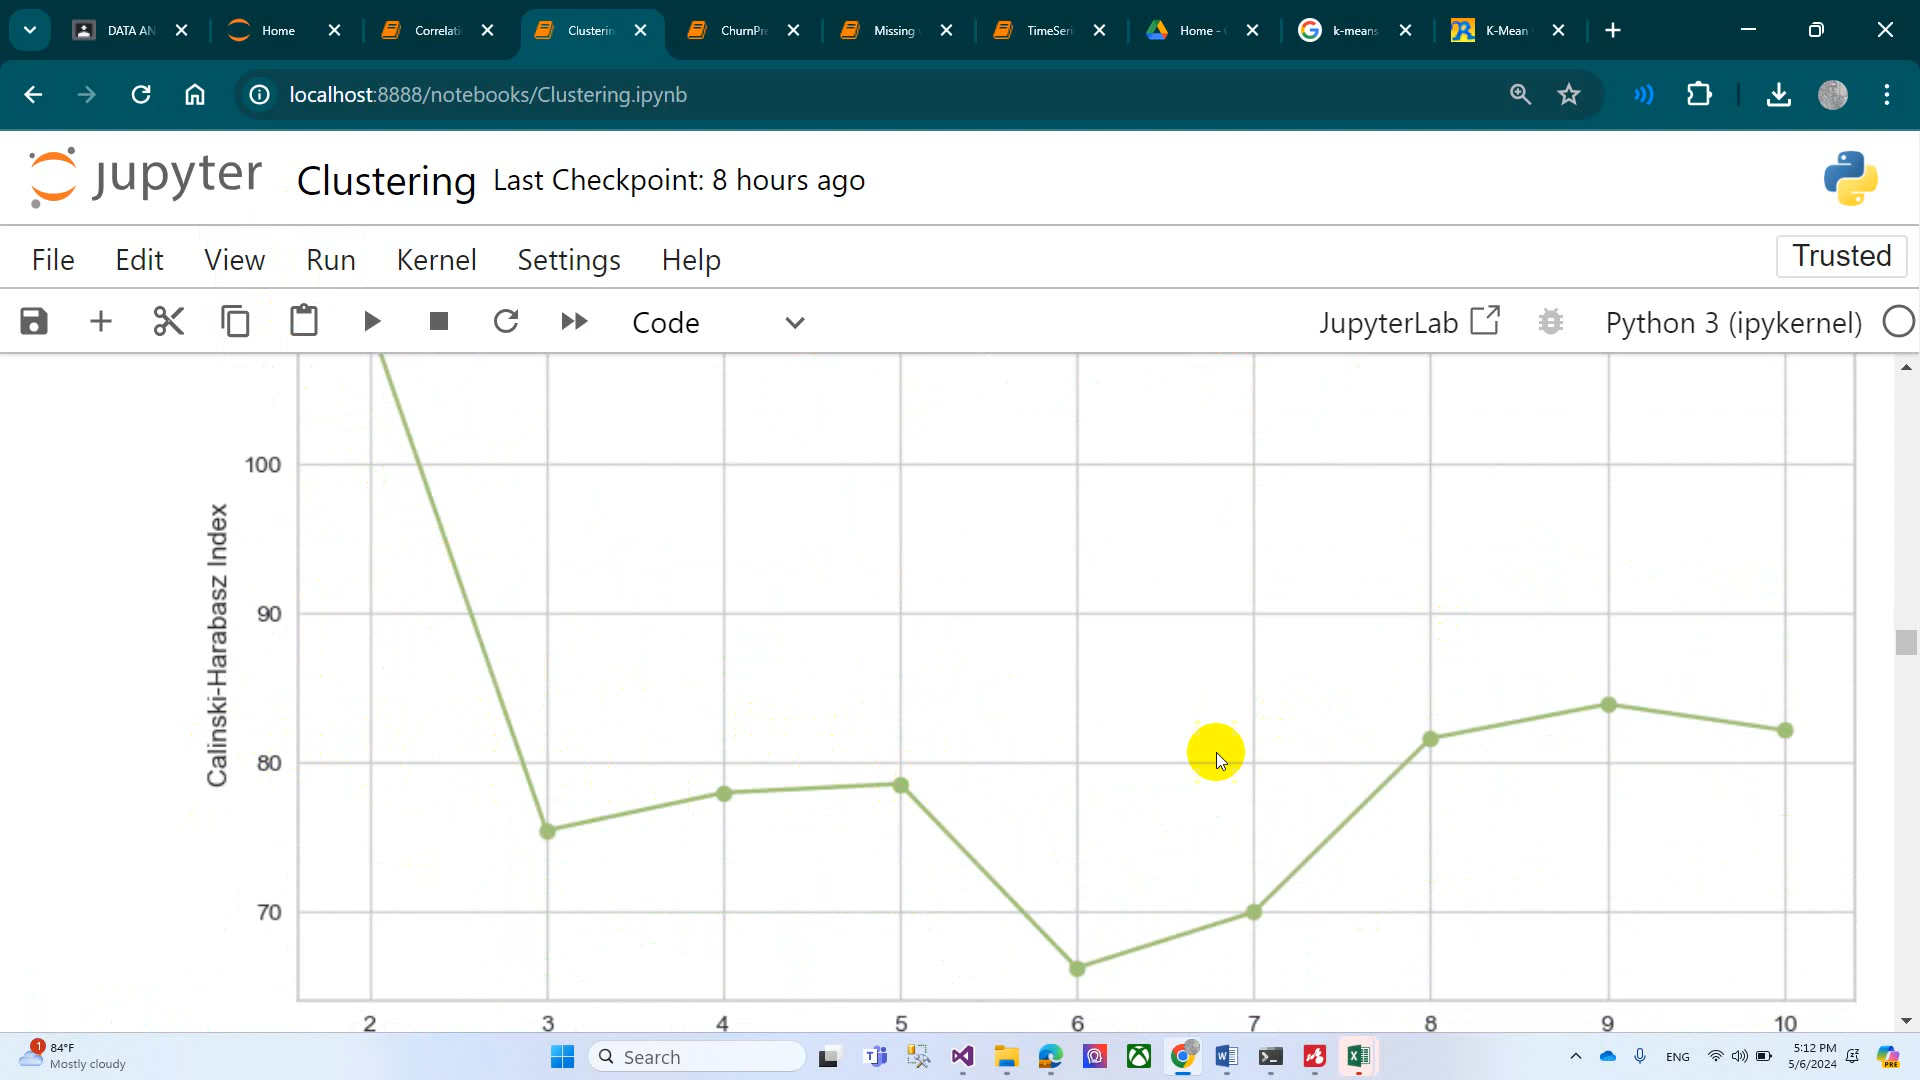 DATA AN
Home
Correlati
Clusterin
ChurnPre
Missing
TimeSeri
Home -
k-means
K-Mean
localhost:8888/notebooks/Clustering.ipynb
jupyter Clustering Last Checkpoint: 8 hours ago
File Edit View Run Kernel Settings Help Trusted
Code JupyterLab Python 3 (ipykernel)
100
90
80
70
Calinski-Harabasz Index
2 3 4 5 6 7 8 9 10
1
84°F
Mostly cloudy
Search
ENG
5:12 PM
5/6/2024
PRE